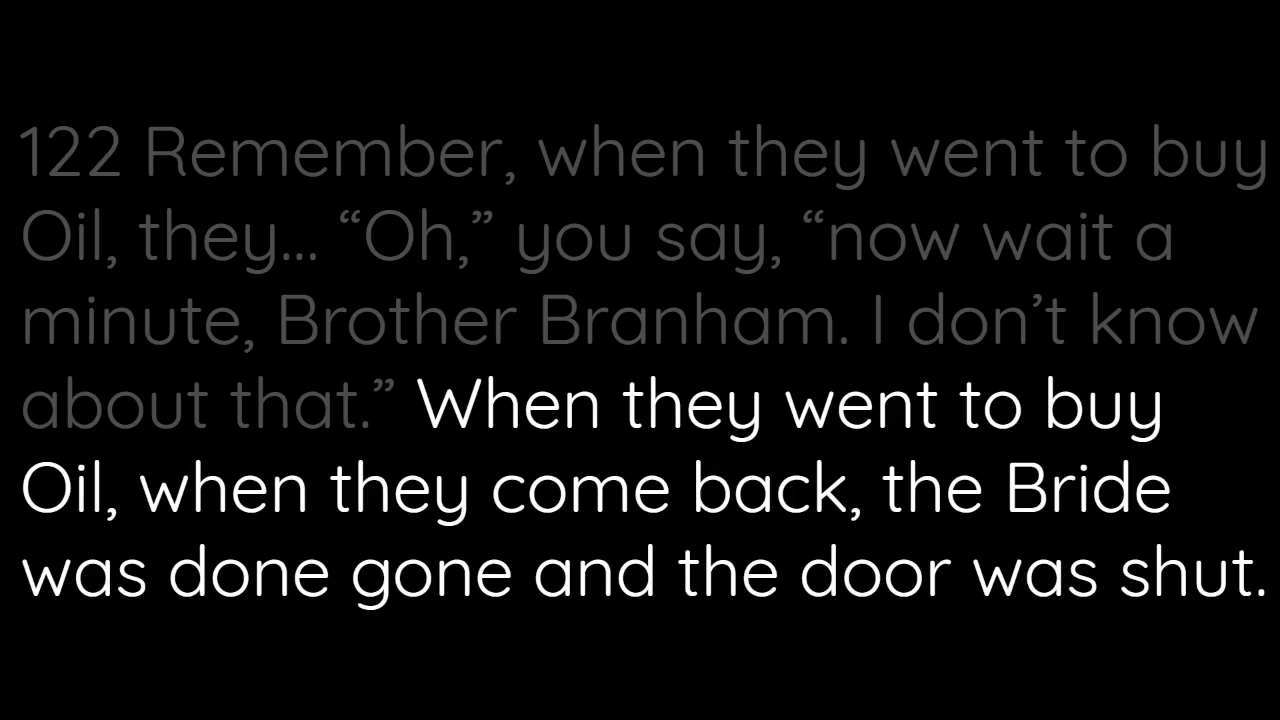 122 Remember, when they went to buy
Oil, they... “Oh,” you say, “now wait a
minute, Brother Branham. I don’t know
about that.” When they went to buy
Oil, when they come back, the Bride
was done gone and the door was shut.